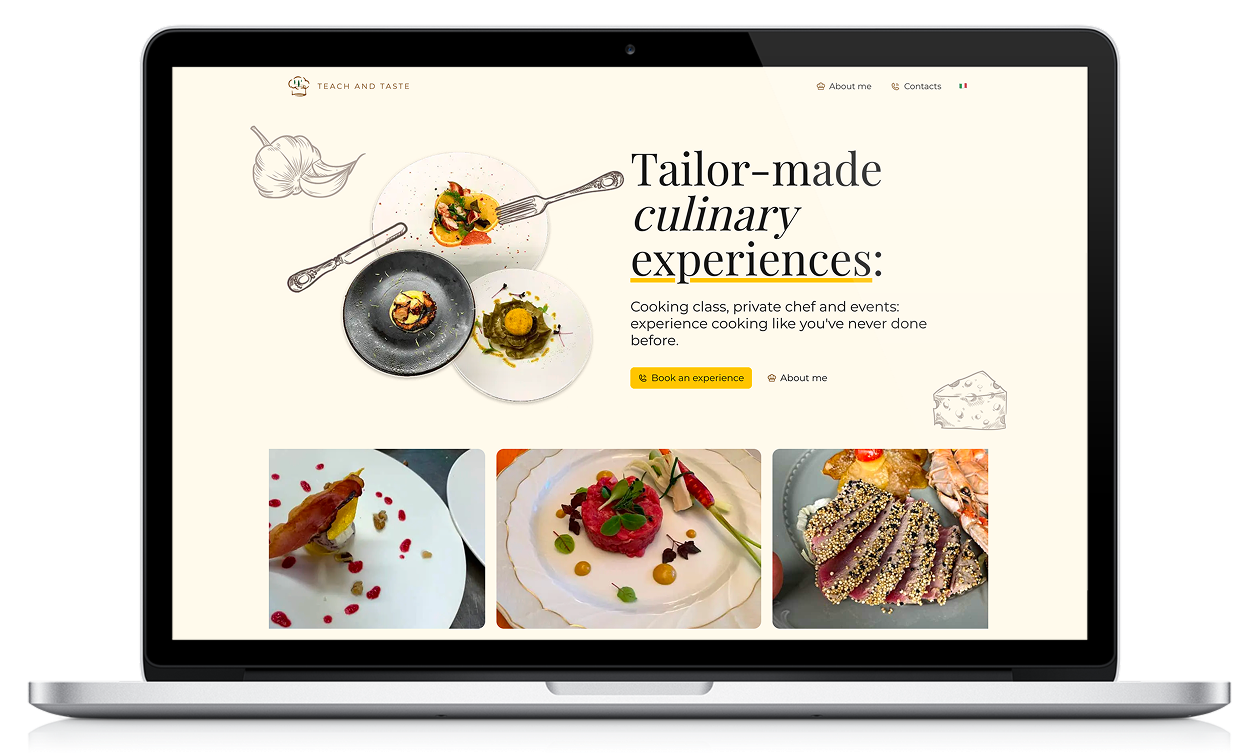 TEACH AND TASTE
About me
Contacts
Tailor-made
culinary
experiences:
Cooking class, private chef and events:
experience cooking like you've never done
before.
Book an experience
About me